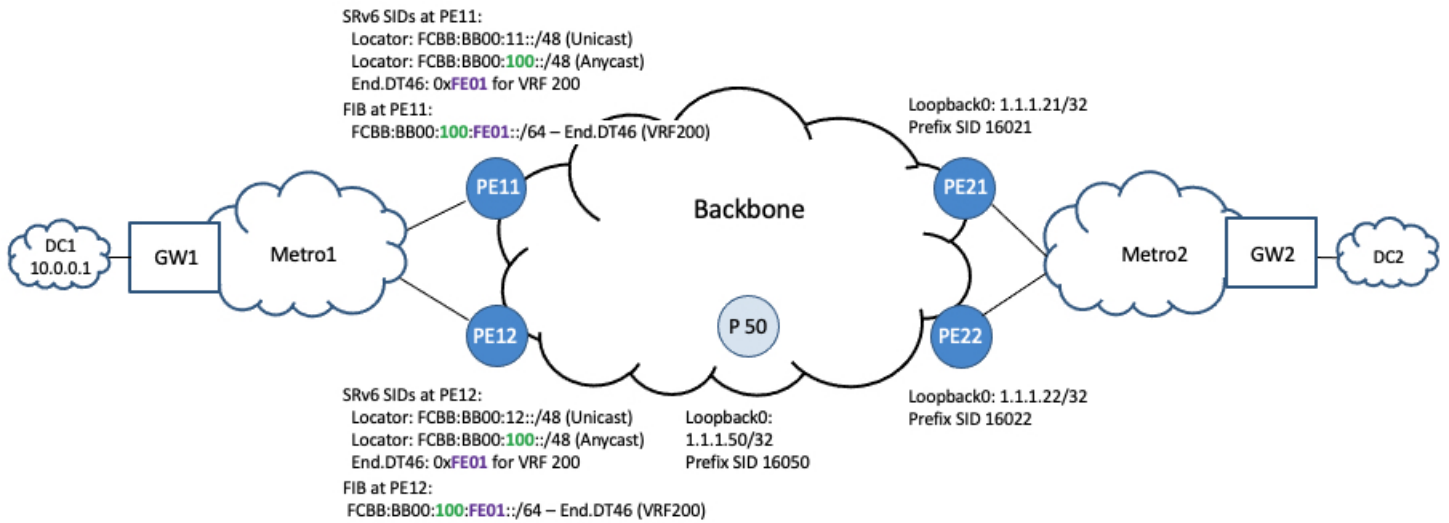 SRv6 SIDs at PE11:
Locator: FCBB:BB00:11::/48 (Unicast)
Locator: FCBB:BB00:100::/48 (Anycast)
End.DT46: 0xFE01 for VRF 200
FIB at PE11:
FCBB:BB00:100:FE01::/64 – End.DT46 (VRF200)
Loopback0: 1.1.1.21/32
Prefix SID 16021
PE11
PE21
Backbone
DC1
10.0.0.1
GW1
Metro1
Metro2
GW2
DC2
PE12
P 50
PE22
SRv6 SIDs at PE12:
Locator: FCBB:BB00:12::/48 (Unicast)
Locator: FCBB:BB00:100::/48 (Anycast)
End.DT46: 0xFE01 for VRF 200
FIB at PE12:
FCBB:BB00:100:FE01::/64 – End.DT46 (VRF200)
Loopback0:
1.1.1.50/32
Prefix SID 16050
Loopback0: 1.1.1.22/32
Prefix SID 16022